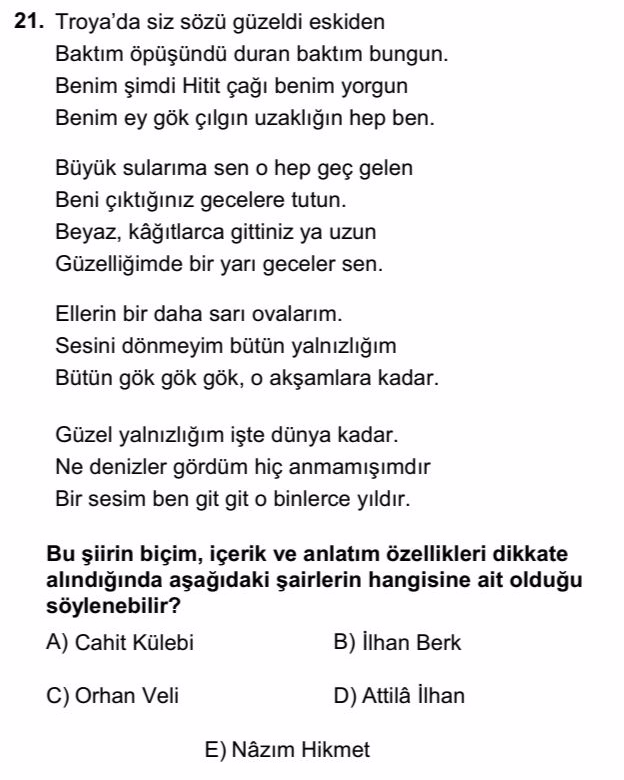 21. Troya’da siz sözü güzeldi eskiden
Baktım öpüşündü duran baktım bungun.
Benim şimdi Hitit çağı benim yorgun
Benim ey gök çılgın uzaklığın hep ben.
Büyük sularıma sen o hep geç gelen
Beni çıktığınız gecelere tutun.
Beyaz, kâğıtlarca gittiniz ya uzun
Güzelliğimde bir yarı geceler sen.
Ellerin bir daha sarı ovalarım.
Sesini dönmeyim bütün yalnızlığım
Bütün gök gök gök, o akşamlara kadar.
Güzel yalnızlığım işte dünya kadar.
Ne denizler gördüm hiç anmamışımdır
Bir sesim ben git git o binlerce yıldır.
Bu şiirin biçim, içerik ve anlatım özellikleri dikkate
alındığında aşağıdaki şairlerin hangisine ait olduğu
söylenebilir?
A) Cahit Külebi B) İlhan Berk
C) Orhan Veli D) Attilâ İlhan
E) Nâzım Hikmet